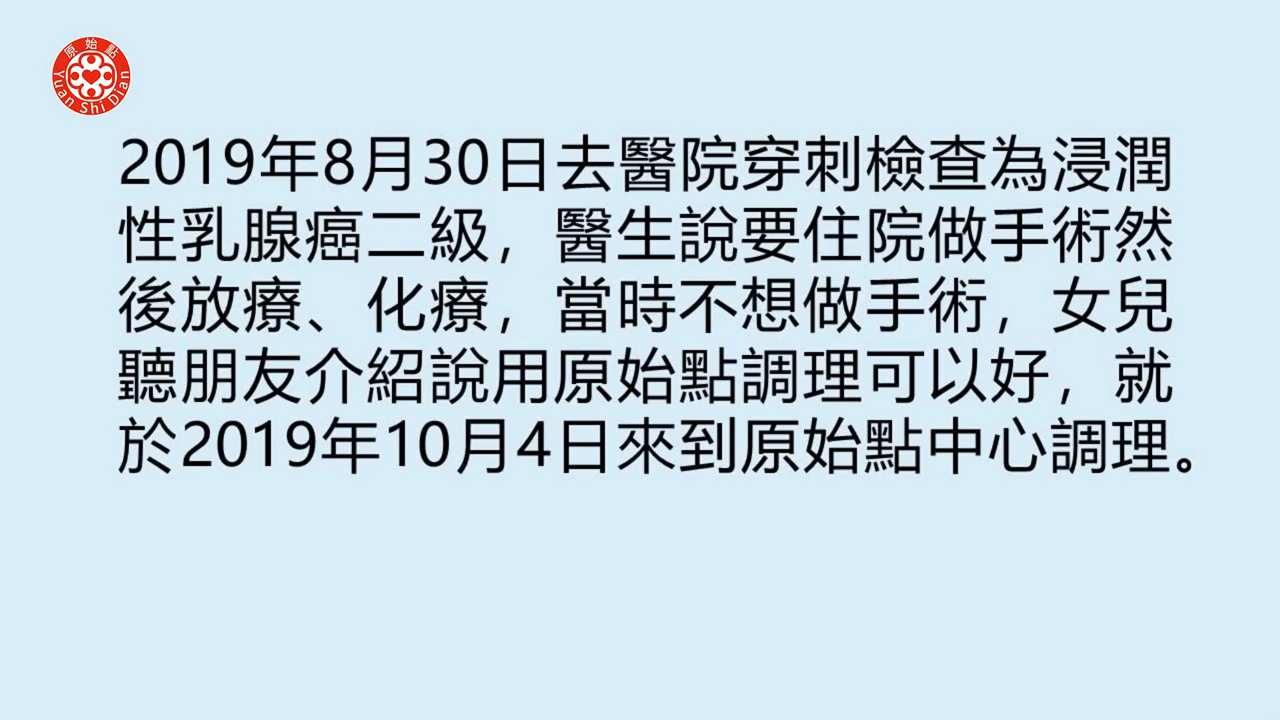 原始點
Yuan Shi Dian
2019年8月30日去醫院穿刺檢查為浸潤
性乳腺癌二級，醫生說要住院做手術然
後放療、化療，當時不想做手術，女兒
聽朋友介紹說用原始點調理可以好，就
於2019年10月4日來到原始點中心調理。